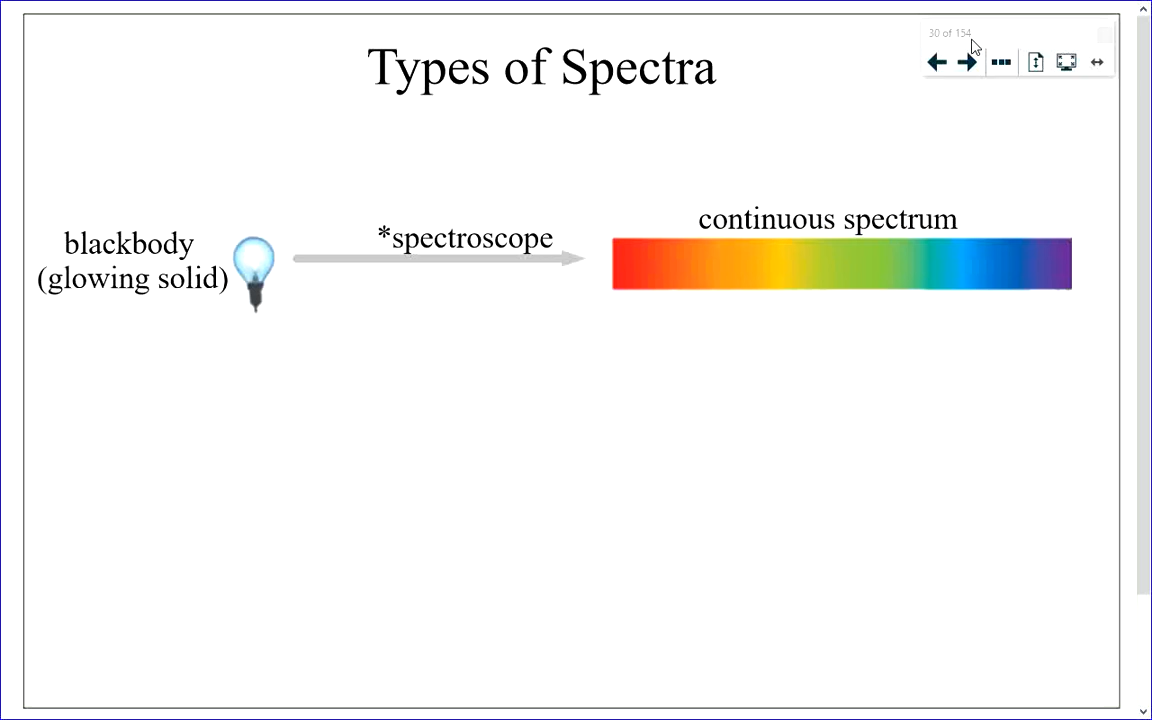 30 of 154
Types of Spectra
continuous spectrum
blackbody
(glowing solid)
*spectroscope